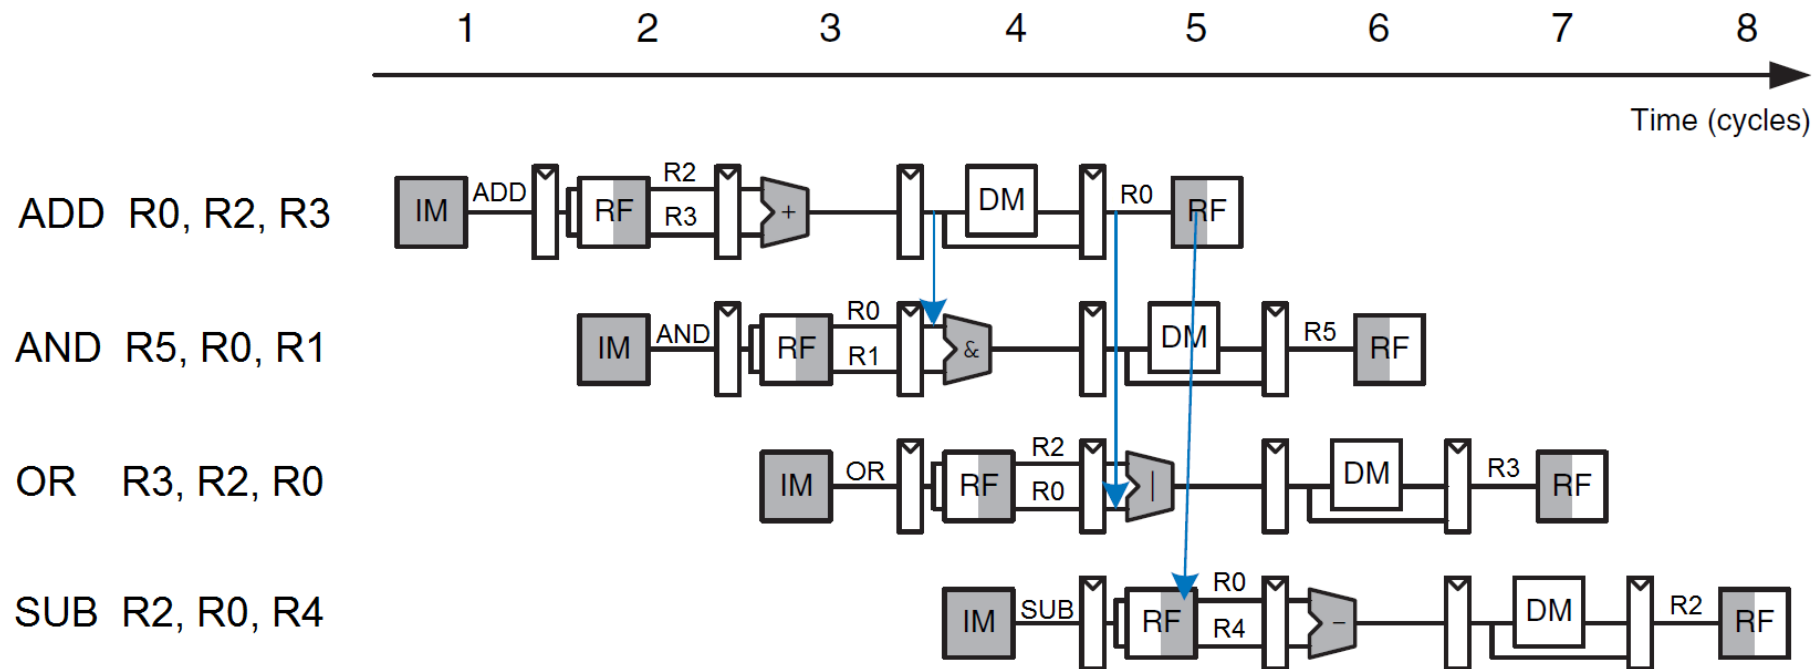 1 2 3 4 5 6 7 8
Time (cycles)
ADD R0, R2, R3 IM ADD RF R2 R3 + DM R0 RF
AND R5, R0, R1 IM AND RF R0 R1 & DM R5 RF
OR R3, R2, R0 IM OR RF R2 R0 | DM R3 RF
SUB R2, R0, R4 IM SUB RF R0 R4 - DM R2 RF